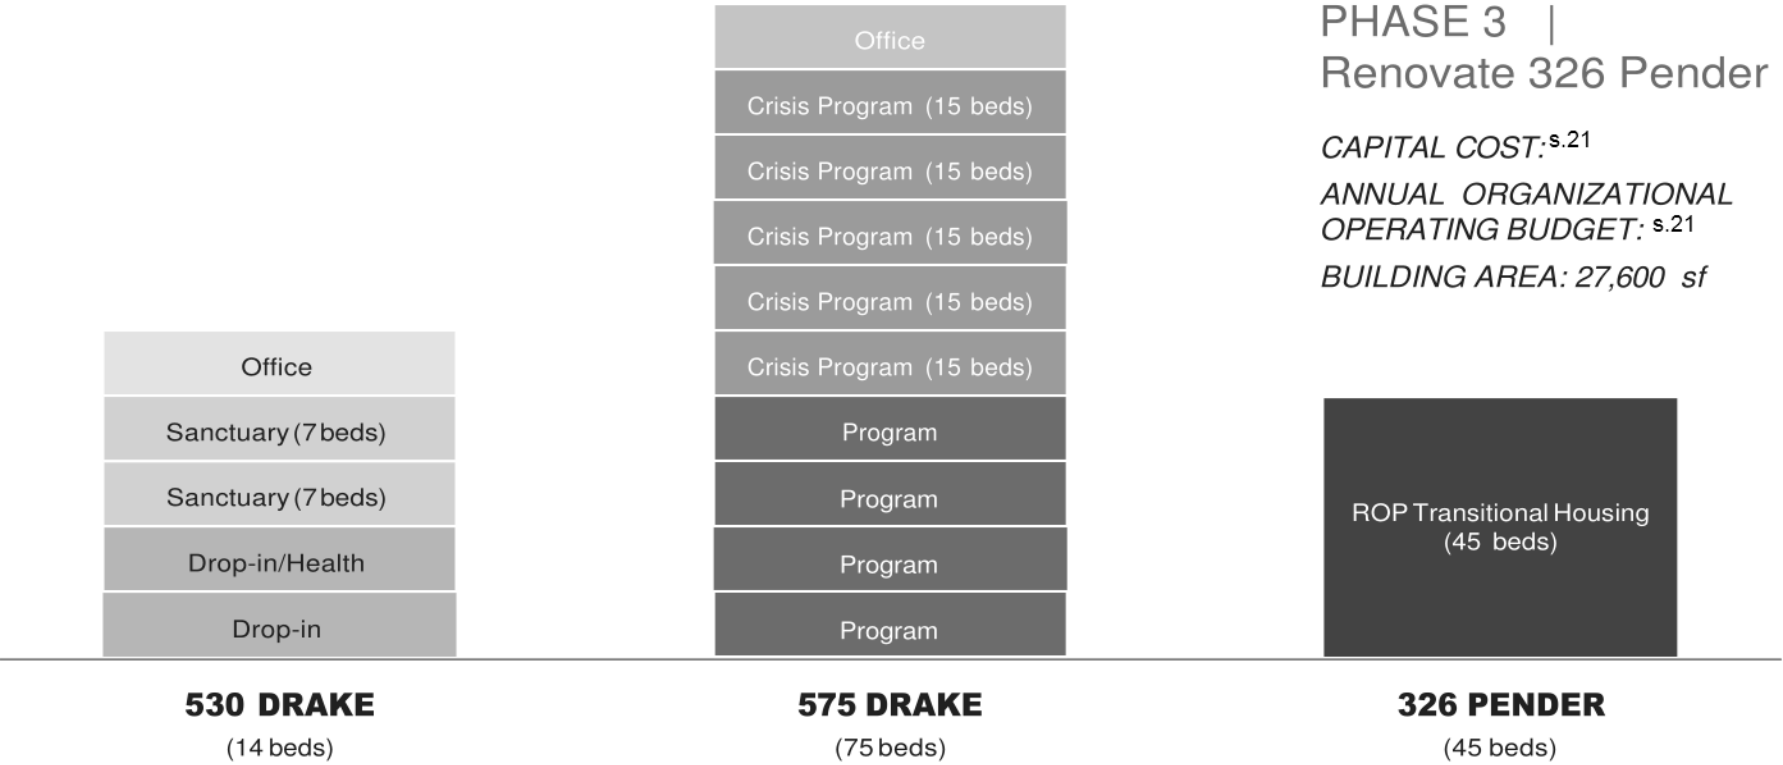 PHASE 3 |
Renovate 326 Pender
CAPITAL COST: s.21
ANNUAL ORGANIZATIONAL
OPERATING BUDGET: s.21
BUILDING AREA: 27,600 sf
Office
Sanctuary (7 beds)
Sanctuary (7 beds)
Drop-in/Health
Drop-in
530 DRAKE
(14 beds)
Office
Crisis Program (15 beds)
Crisis Program (15 beds)
Crisis Program (15 beds)
Crisis Program (15 beds)
Crisis Program (15 beds)
Program
Program
Program
Program
575 DRAKE
(75 beds)
ROP Transitional Housing
(45 beds)
326 PENDER
(45 beds)